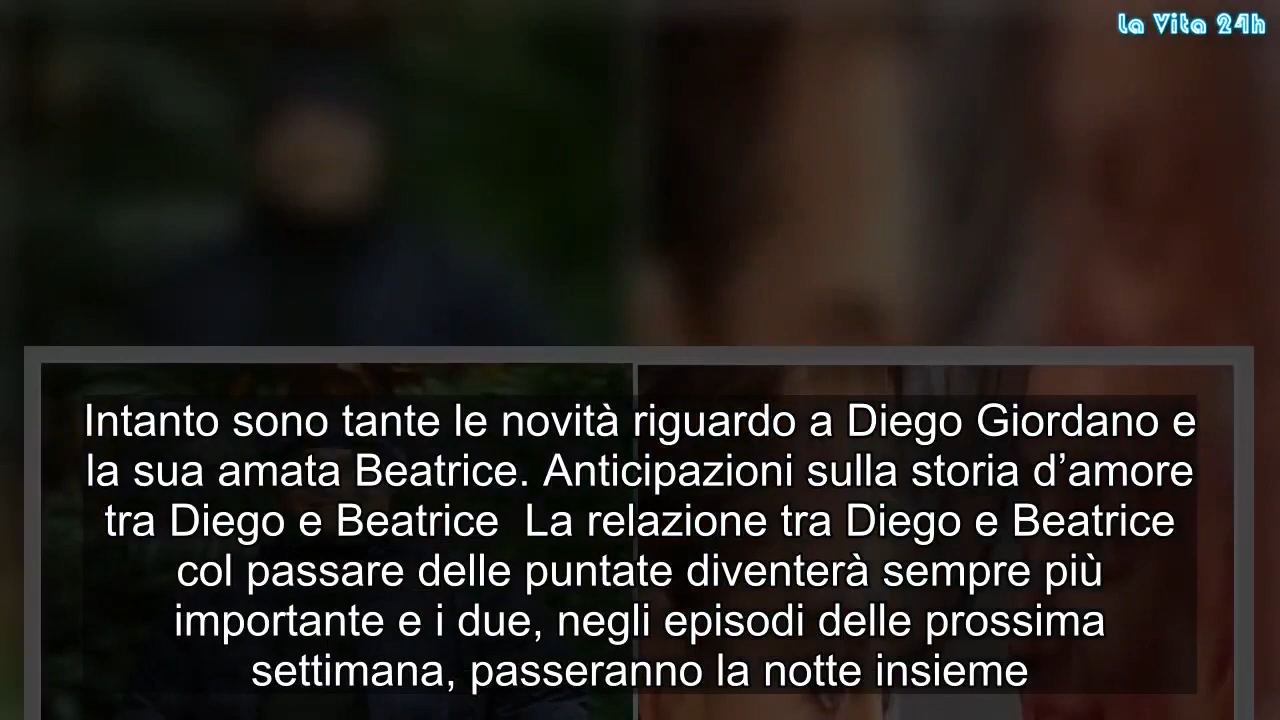 La Vita 24h
Intanto sono tante le novità riguardo a Diego Giordano e
la sua amata Beatrice. Anticipazioni sulla storia d’amore
tra Diego e Beatrice  La relazione tra Diego e Beatrice
col passare delle puntate diventerà sempre più
importante e i due, negli episodi delle prossima
settimana, passeranno la notte insieme